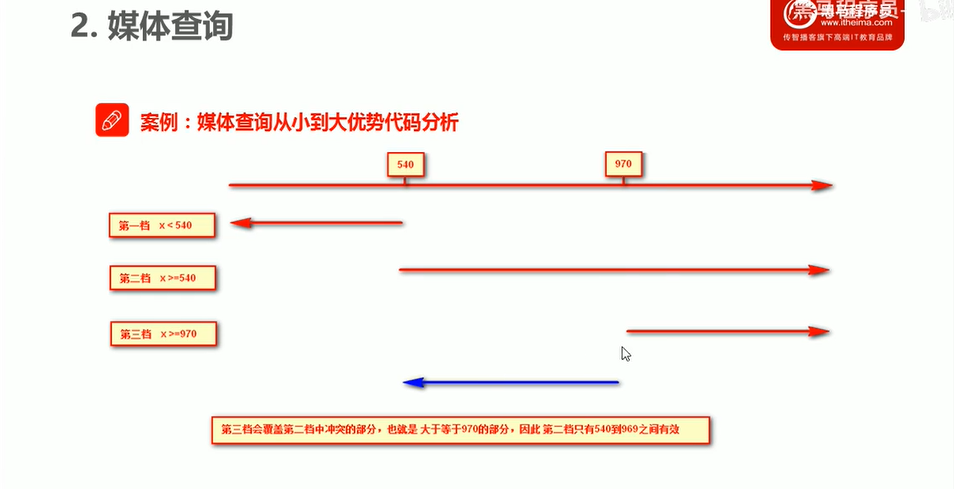 2. 媒体查询
黑马程序员
www.itheima.com
传智播客旗下高端IT教育品牌
案例：媒体查询从小到大优势代码分析
540
970
第一档 x < 540
第二档 x >=540
第三档 x >=970
第三档会覆盖第二档中冲突的部分，也就是 大于等于970的部分，因此 第二档只有540到969之间有效